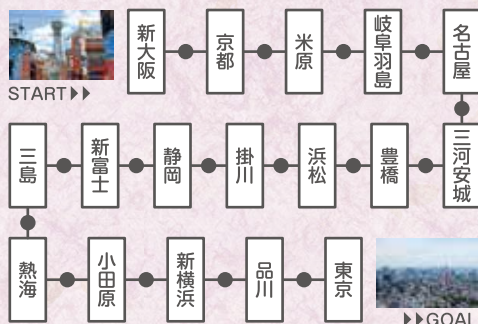 新大阪
京都
米原
岐阜羽島
名古屋
START
三河安城
豊橋
浜松
掛川
静岡
新富士
三島
熱海
小田原
新横浜
品川
東京
GOAL